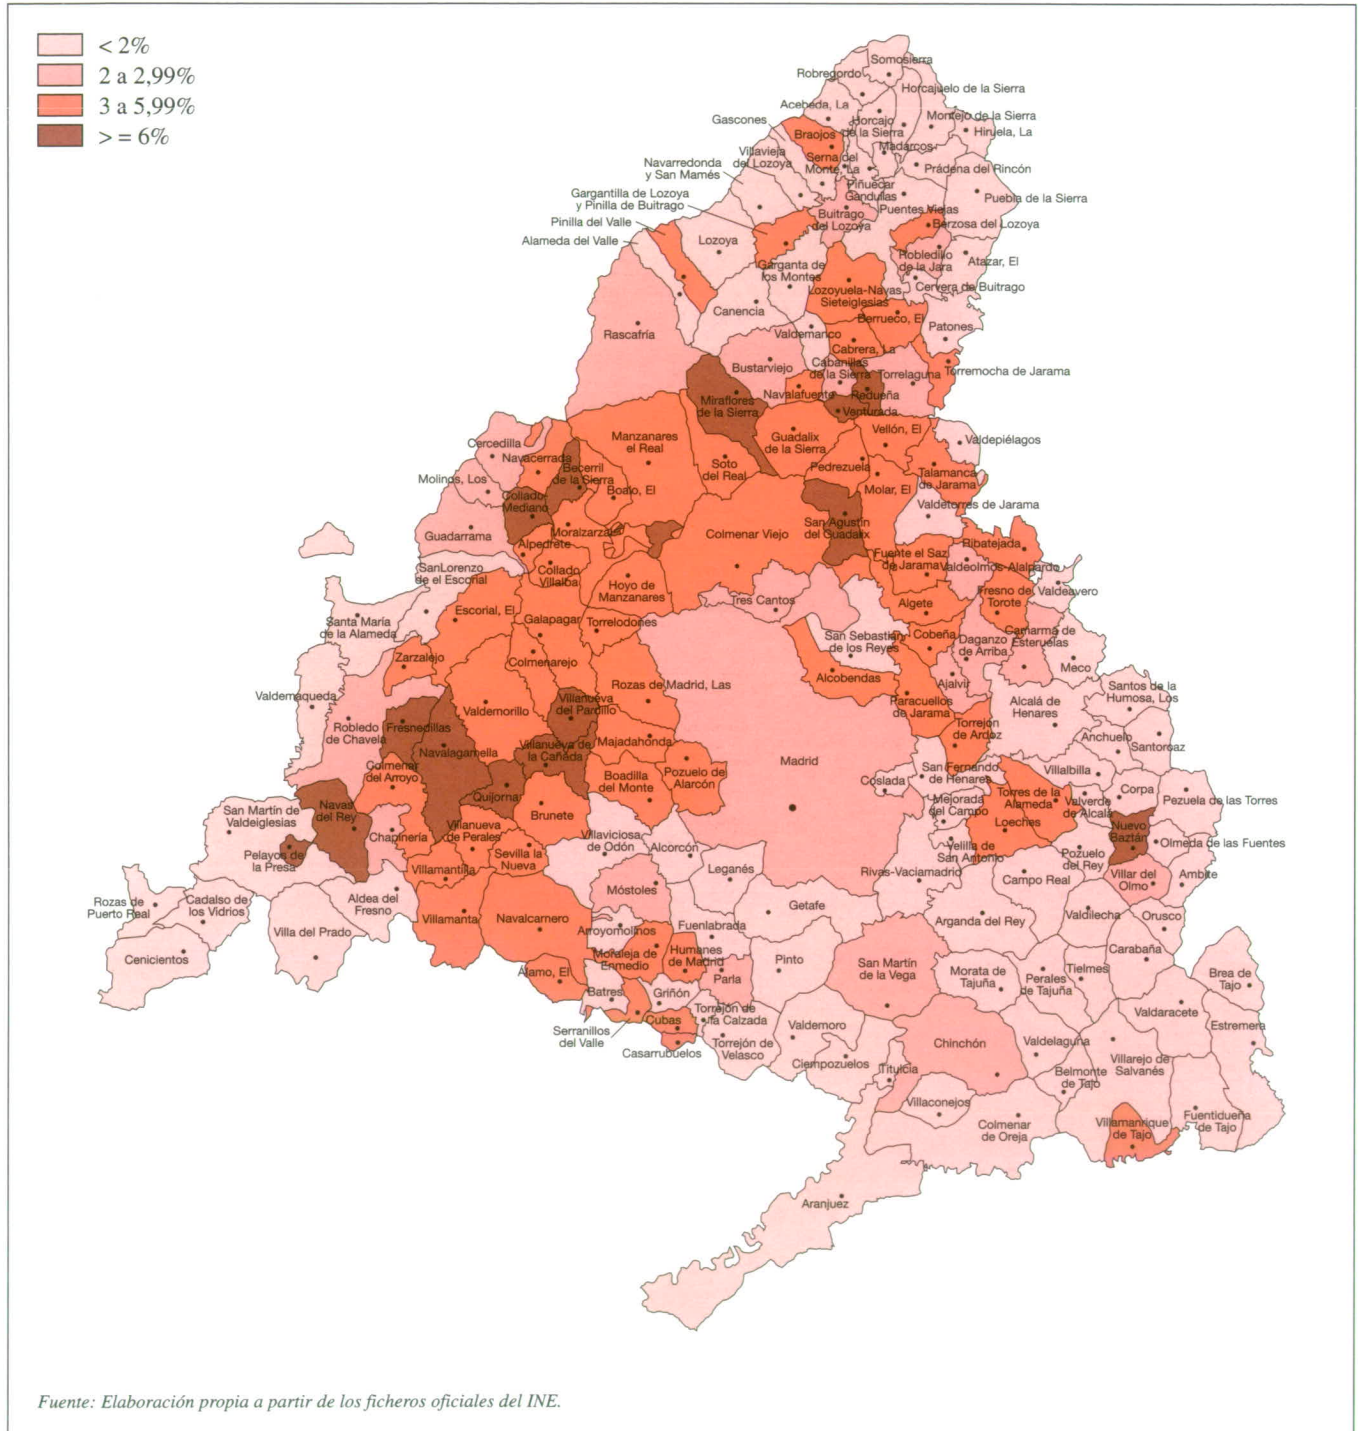 < 2%
2 a 2,99%
3 a 5,99%
> = 6%
Somosierra
Robregordo
Horcajuelo de la Sierra
Acebeda, La
Montejo de la Sierra
Gascones
Horcajo
de la Sierra
Hiruela, La
Braojos
Madarcos
Villavieja
del Lozoya
Serna del
Monte, La
Navarredonda
y San Mamés
Prádena del Rincón
Piñuecar
Gandullas
Gargantilla de Lozoya
y Pinilla de Buitrago
Puebla de la Sierra
Puentes Viejas
Buitrago
del Lozoya
Pinilla del Valle
Berzosa del Lozoya
Alameda del Valle
Lozoya
Robledillo
de la Jara
Atazar, El
Garganta de
los Montes
Cervera de Buitrago
Lozoyuela-Navas
Sieteiglesias
Canencia
Berrueco, El
Patones
Rascafría
Valdemanco
Cabrera, La
Bustarviejo
Cabanillas
de la Sierra
Torrelaguna
Torremocha de Jarama
Navalafuente
Redueña
Miraflores
de la Sierra
Venturada
Manzanares
el Real
Guadalix
de la Sierra
Vellón, El
Valdepiélagos
Cercedilla
Navacerrada
Soto
del Real
Pedrezuela
Becerril
de la Sierra
Talamanca
de Jarama
Molinos, Los
Boalo, El
Molar, El
Collado-
Mediano
Valdetorres de Jarama
San Agustín
del Guadalix
Guadarrama
Moralzarzal
Colmenar Viejo
Alpedrete
Ribatejada
Fuente el Saz
de Jarama
Valdeolmos-Alalpardo
SanLorenzo
de el Escorial
Collado
Villalba
Hoyo de
Manzanares
Fresno de
Torote
Valdeavero
Tres Cantos
Algete
Escorial, El
Galapagar
Torrelodones
Santa María
de la Alameda
San Sebastián
de los Reyes
Cobeña
Daganzo
de Arriba
Camarma de
Esteruelas
Zarzalejo
Colmenarejo
Meco
Alcobendas
Ajalvir
Rozas de Madrid, Las
Valdemaqueda
Villanueva
del Pardillo
Valdemorillo
Paracuellos
de Jarama
Alcalá de
Henares
Santos de la
Humosa, Los
Robledo
de Chavela
Fresnedillas
Torrejón
de Ardoz
Majadahonda
Anchuelo
Santorcaz
Navalagamella
Villanueva de
la Cañada
Madrid
Colmenar
del Arroyo
Boadilla
del Monte
Pozuelo de
Alarcón
Coslada
San Fernando
de Henares
Villalbilla
Corpa
Quijorna
Torres de la
Alameda
Valverde
de Alcalá
Pezuela de las Torres
San Martín de
Valdeiglesias
Navas
del Rey
Brunete
Mejorada
del Campo
Loeches
Nuevo
Baztán
Chapinería
Villanueva
de Perales
Villaviciosa
de Odón
Alcorcón
Velilla de
San Antonio
Olmeda de las Fuentes
Pelayos de
la Presa
Sevilla la
Nueva
Pozuelo
del Rey
Villamantilla
Leganés
Rivas-Vaciamadrid
Campo Real
Villar del
Olmo
Ambite
Móstoles
Rozas de
Puerto Real
Cadalso de
los Vidrios
Aldea del
Fresno
Getafe
Villamanta
Navalcarnero
Arganda del Rey
Valdilecha
Orusco
Villa del Prado
Arroyomolinos
Fuenlabrada
Cenicientos
Moraleja de
Enmedio
Humanes
de Madrid
Pinto
San Martín
de la Vega
Carabaña
Álamo, El
Parla
Morata de
Tajuña
Perales
de Tajuña
Tielmes
Brea de
Tajo
Batres
Griñón
Torrejón de
la Calzada
Valdaracete
Serranillos
del Valle
Cubas
Valdemoro
Estremera
Casarrubuelos
Torrejón de
Velasco
Chinchón
Valdelaguna
Ciempozuelos
Villarejo de
Salvanés
Titulcia
Belmonte
de Tajo
Villaconejos
Colmenar
de Oreja
Villamanrique
de Tajo
Fuentidueña
de Tajo
Aranjuez
Fuente: Elaboración propia a partir de los ficheros oficiales del INE.